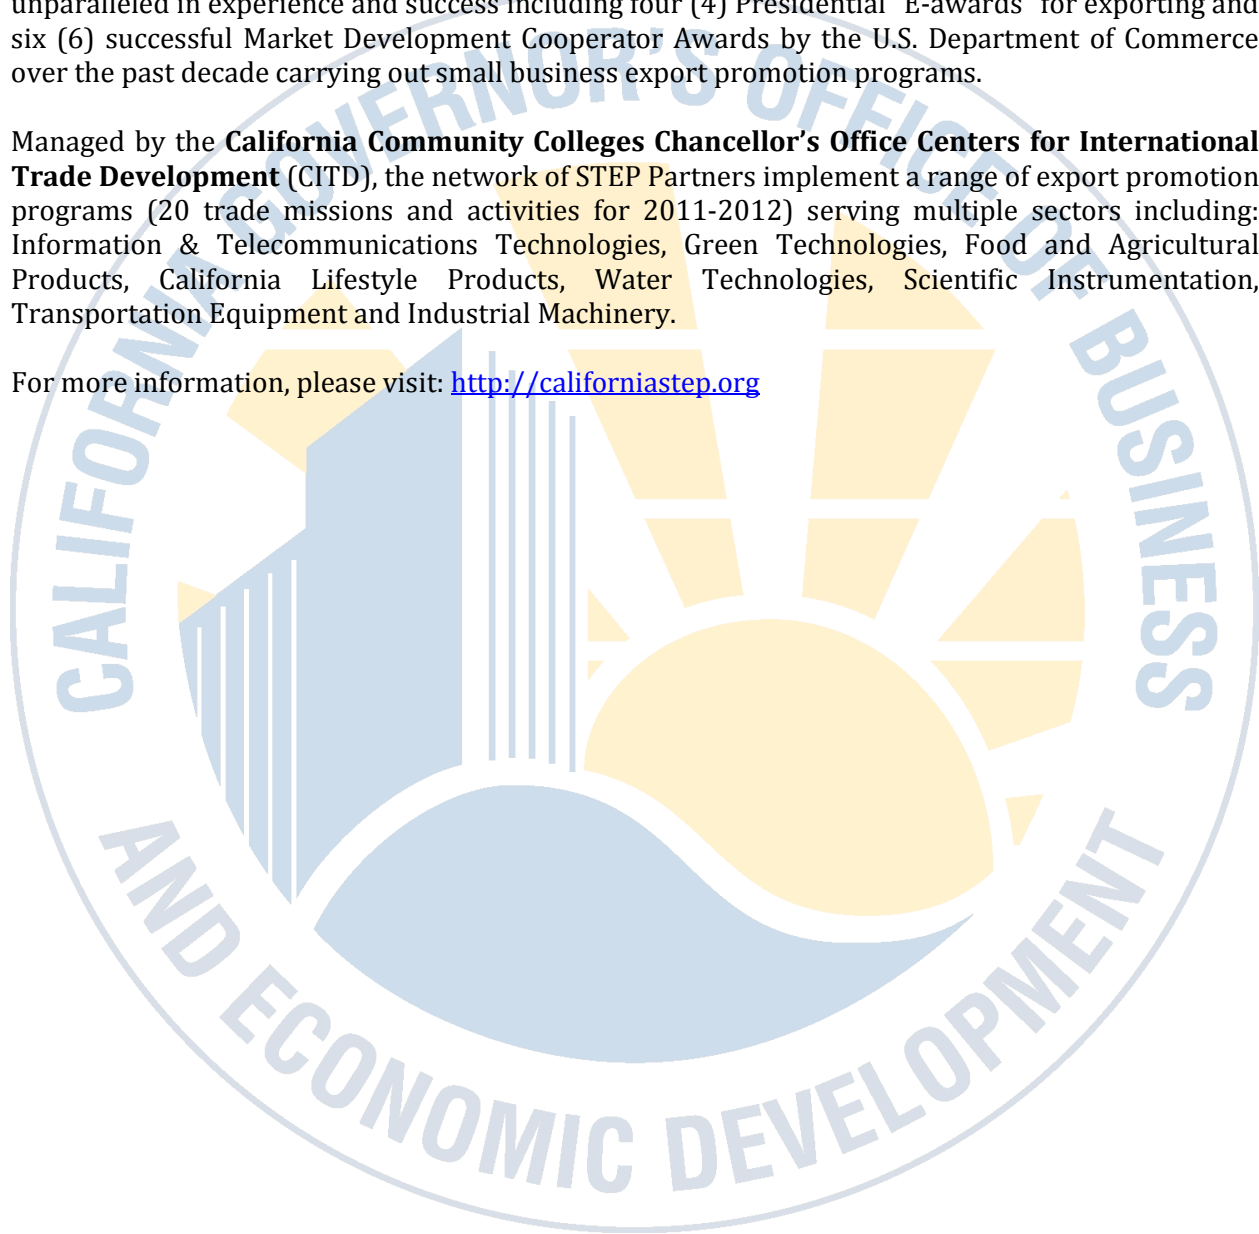 unparalleled in experience and success including four (4) Presidential "E-awards" for exporting and
six (6) successful Market Development Cooperator Awards by the U.S. Department of Commerce
over the past decade carrying out small business export promotion programs.
Managed by the California Community Colleges Chancellor’s Office Centers for International
Trade Development (CITD), the network of STEP Partners implement a range of export promotion
programs (20 trade missions and activities for 2011-2012) serving multiple sectors including:
Information & Telecommunications Technologies, Green Technologies, Food and Agricultural
Products, California Lifestyle Products, Water Technologies, Scientific Instrumentation,
Transportation Equipment and Industrial Machinery.
For more information, please visit: http://californiastep.org
CALIFORNIA GOVERNOR'S OFFICE OF BUSINESS
AND ECONOMIC DEVELOPMENT